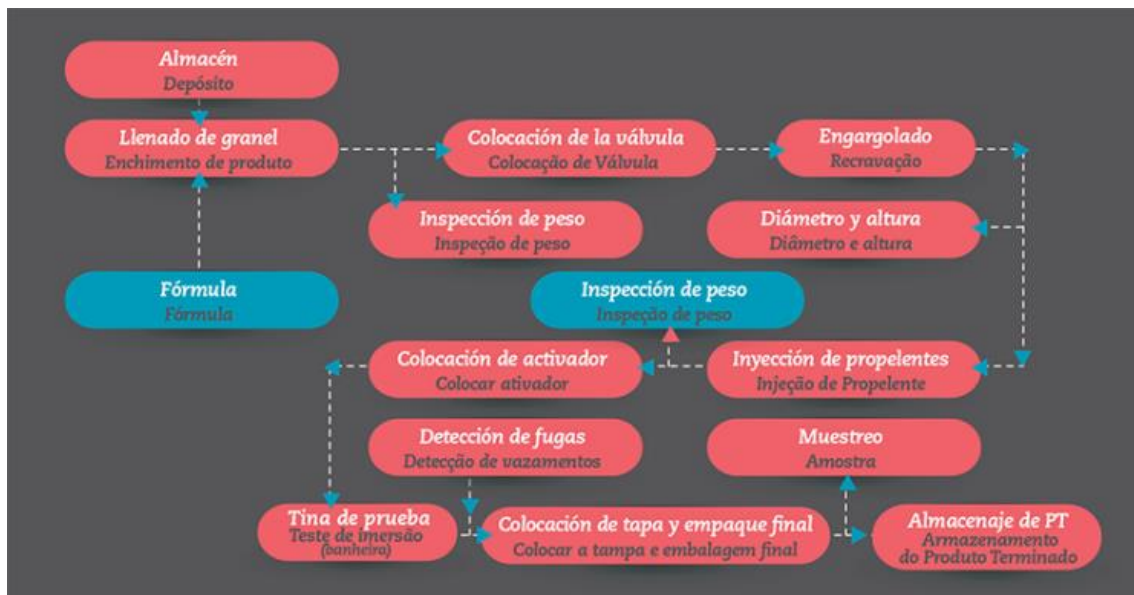 Almacén
Depósito
Llenado de granel
Enchimento de produto
Colocación de la válvula
Colocação de Válvula
Engargolado
Recravação
Inspección de peso
Inspeção de peso
Diámetro y altura
Diâmetro e altura
Fórmula
Fórmula
Inspección de peso
Inspeção de peso
Colocación de activador
Colocar ativador
Inyección de propelentes
Injeção de Propelente
Detección de fugas
Detecção de vazamentos
Muestreo
Amostra
Tina de prueba
Teste de imersão
(banheira)
Colocación de tapa y empaque final
Colocar a tampa e embalagem final
Almacenaje de PT
Armazenamento
do Produto Terminado